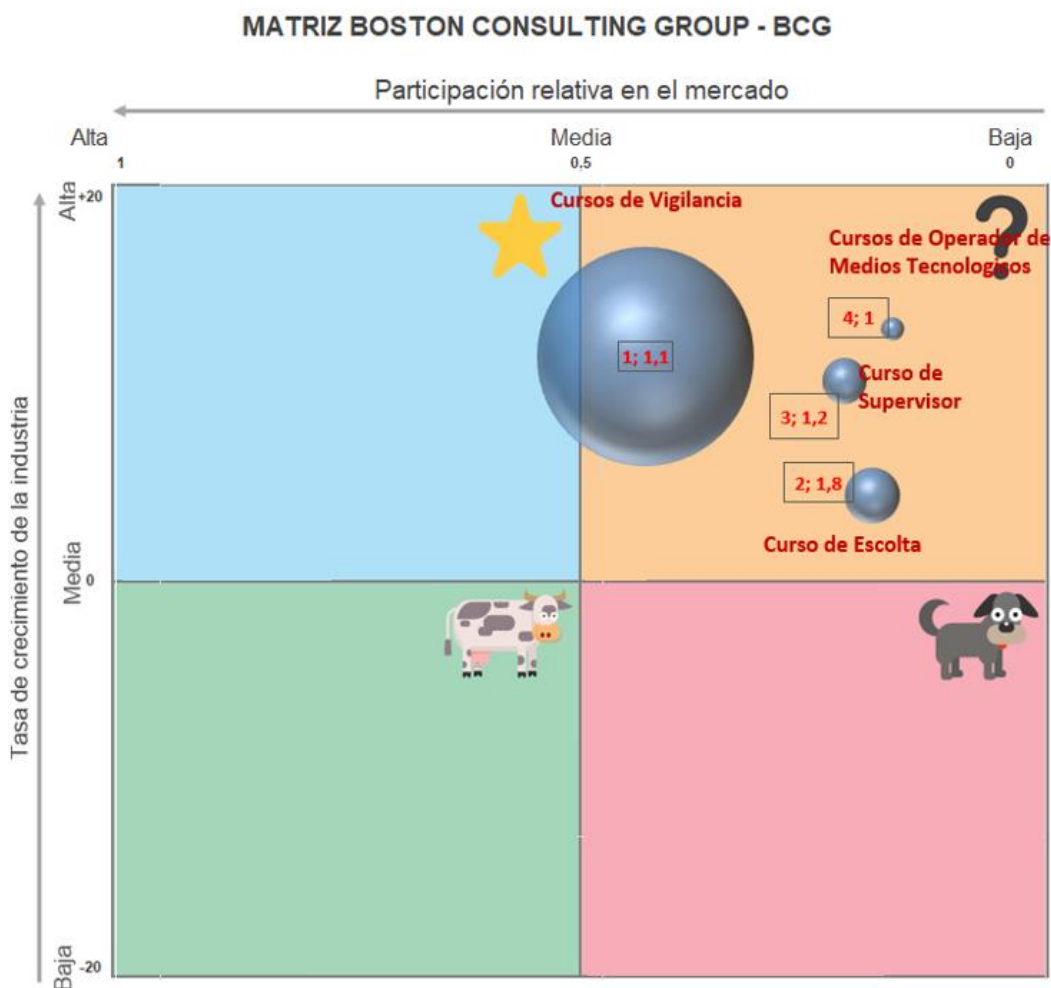 MATRIZ BOSTON CONSULTING GROUP - BCG
Participación relativa en el mercado
Alta
Media
Baja
1
0,5
0
Tasa de crecimiento de la industria
Alta
+20
Media
0
Baja
-20
Cursos de Vigilancia
1; 1,1
Cursos de Operador de
Medios Tecnologicos
4; 1
Curso de
Supervisor
3; 1,2
2; 1,8
Curso de Escolta
?